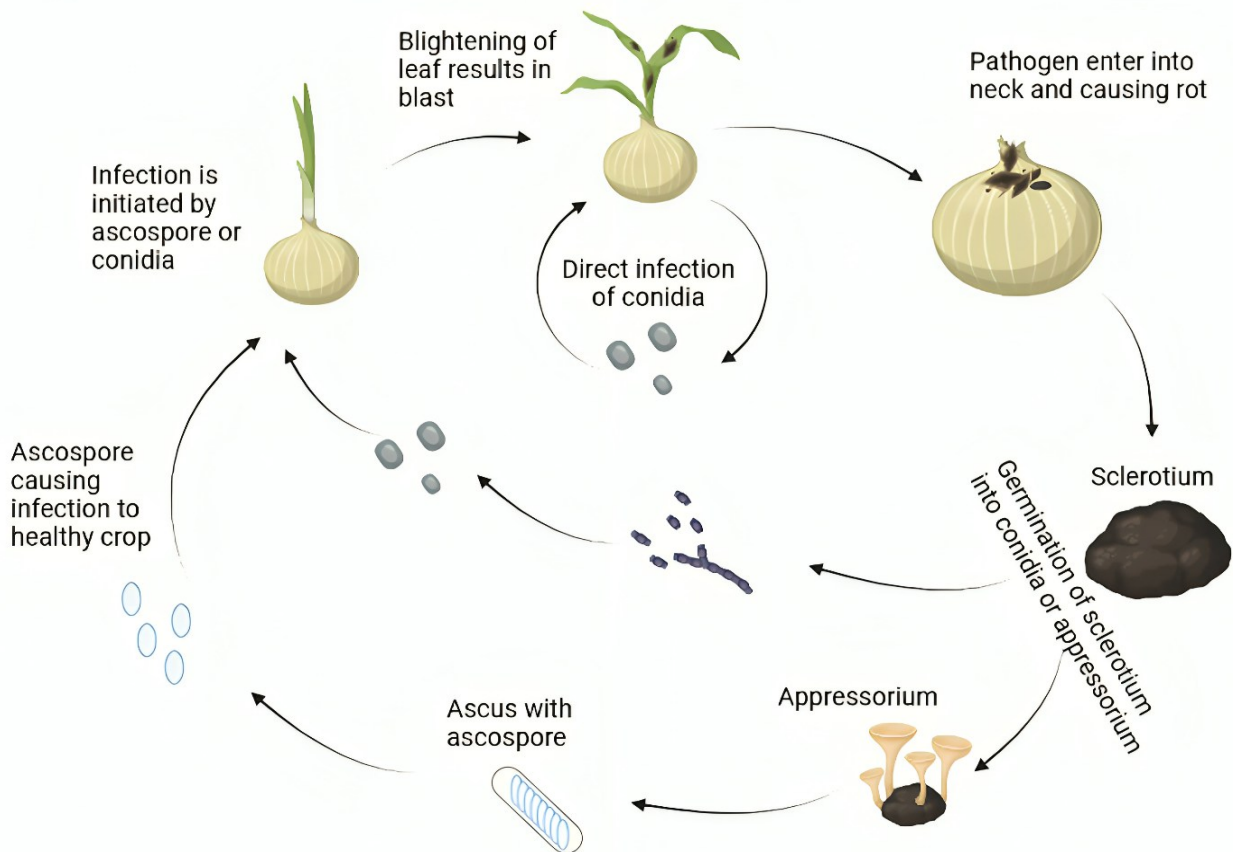 Blightening of
leaf results in
blast
Pathogen enter into
neck and causing rot
Infection is
initiated by
ascospore or
conidia
Direct infection
of conidia
Ascospore
causing
infection to
healthy crop
Sclerotium
Germination of sclerotium
into conidia or appressorium
Appressorium
Ascus with
ascospore